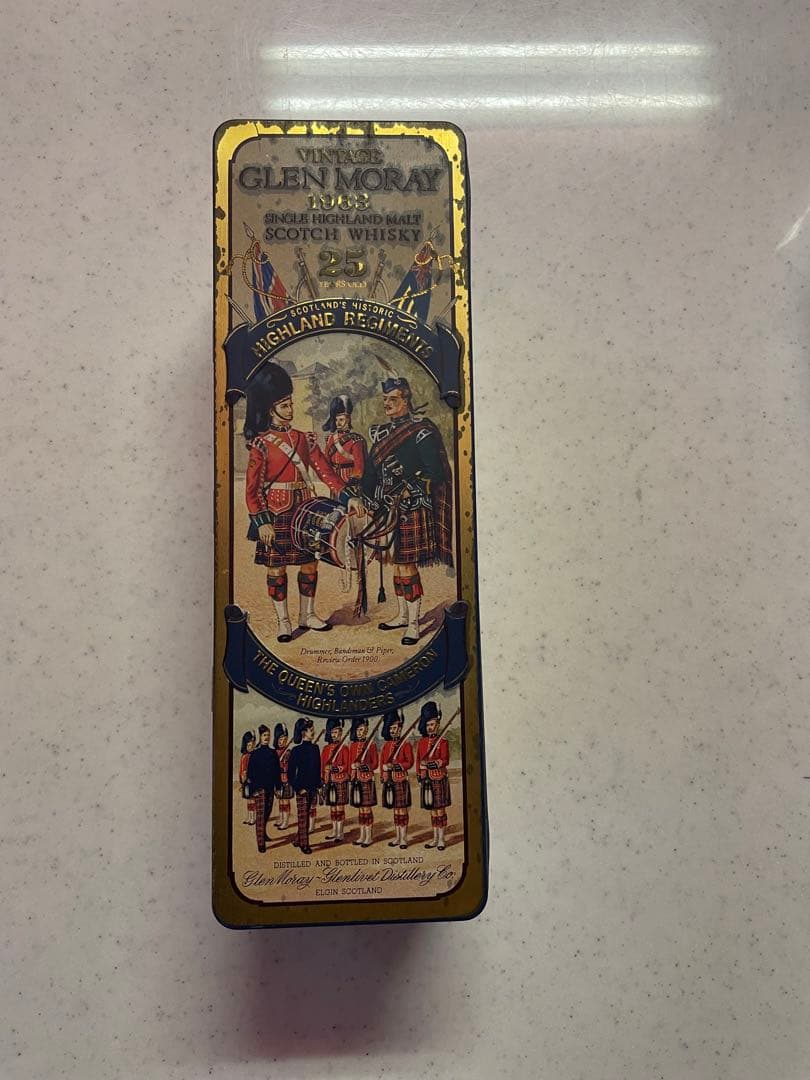 VINTAGE
GLEN MORAY
1963
SINGLE HIGHLAND MALT
SCOTCH WHISKY
25
YEARS OLD
SCOTLAND'S HISTORIC
HIGHLAND REGIMENTS
Drummer, Bandsman & Piper,
Review Order 1900.
THE QUEEN'S OWN CAMERON
HIGHLANDERS
DISTILLED AND BOTTLED IN SCOTLAND
Glen Moray-Glenlivet Distillery Co.
ELGIN SCOTLAND